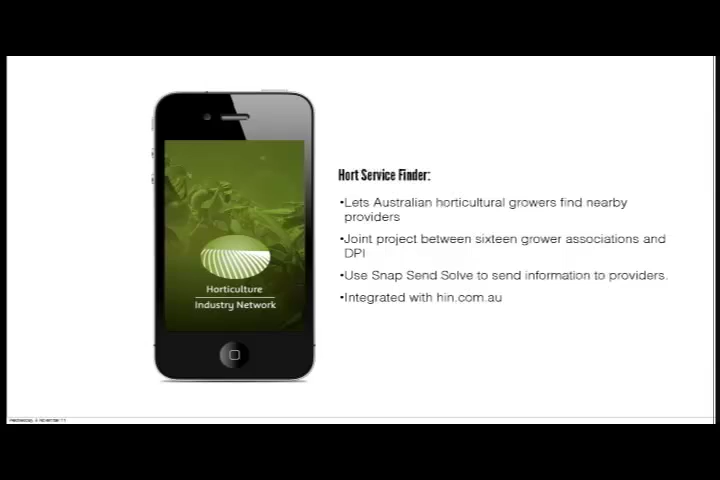 Hort Service Finder:
•Lets Australian horticultural growers find nearby
providers
•Joint project between sixteen grower associations and
DPI
•Use Snap Send Solve to send information to providers.
•Integrated with hin.com.au
Horticulture
Industry Network